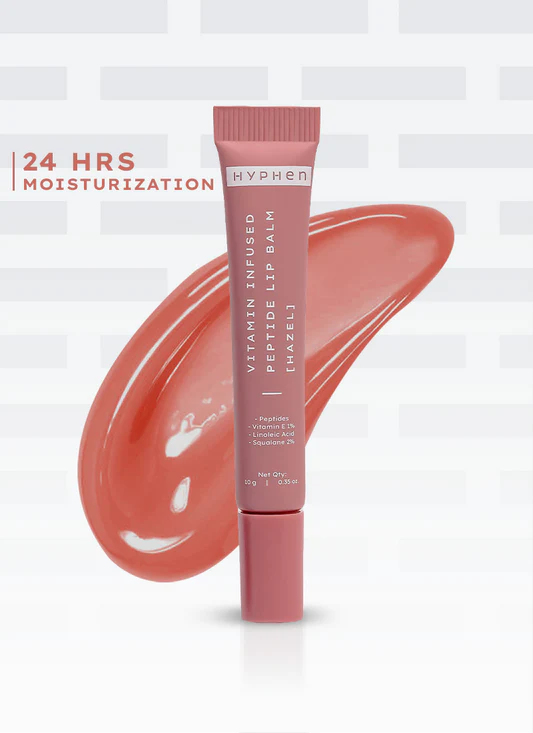 24 HRS
MOISTURIZATION
HYPHEN
VITAMIN INFUSED
PEPTIDE LIP BALM
[HAZEL]
- Peptides
- Vitamin E 1%
- Linoleic Acid
- Squalane 2%
Net Qty:
10 g | 0.35 oz